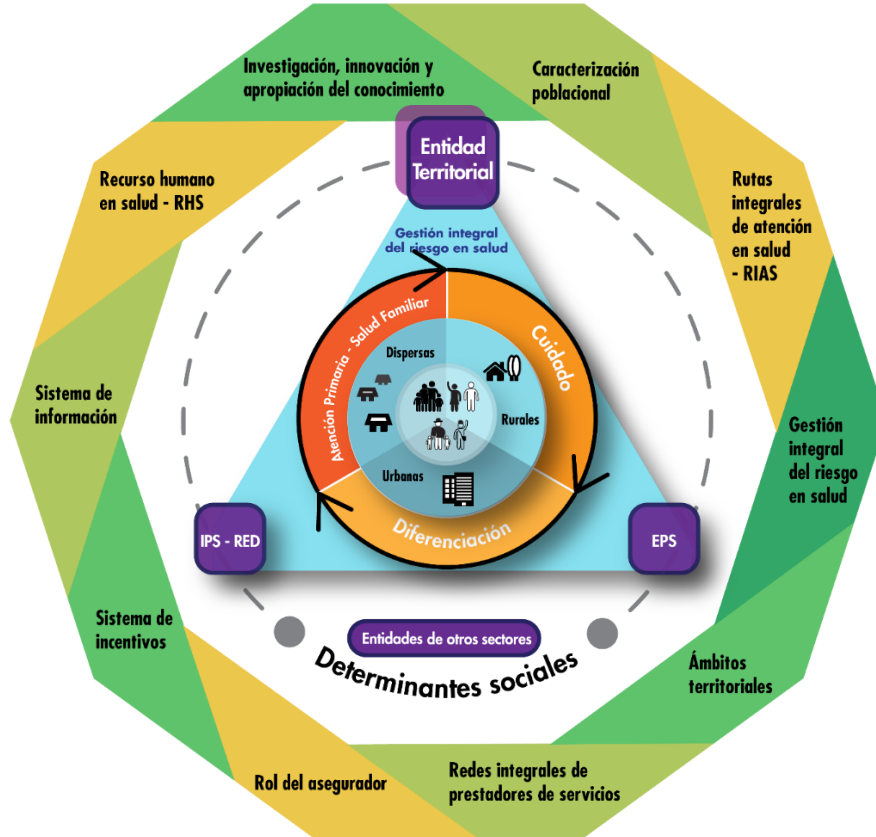 Investigación, innovación y
apropiación del conocimiento
Caracterización
poblacional
Rutas
integrales
de atención
en salud
- RIAS
Gestión
integral
del riesgo
en salud
Ámbitos
territoriales
Redes integrales de
prestadores de servicios
Rol del asegurador
Sistema de
incentivos
Sistema de
información
Recurso humano
en salud - RHS
Entidad
Territorial
Gestión integral
del riesgo en salud
Atención Primaria - Salud Familiar
Cuidado
Diferenciación
Dispersas
Rurales
Urbanas
IPS - RED
EPS
Entidades de otros sectores
Determinantes sociales